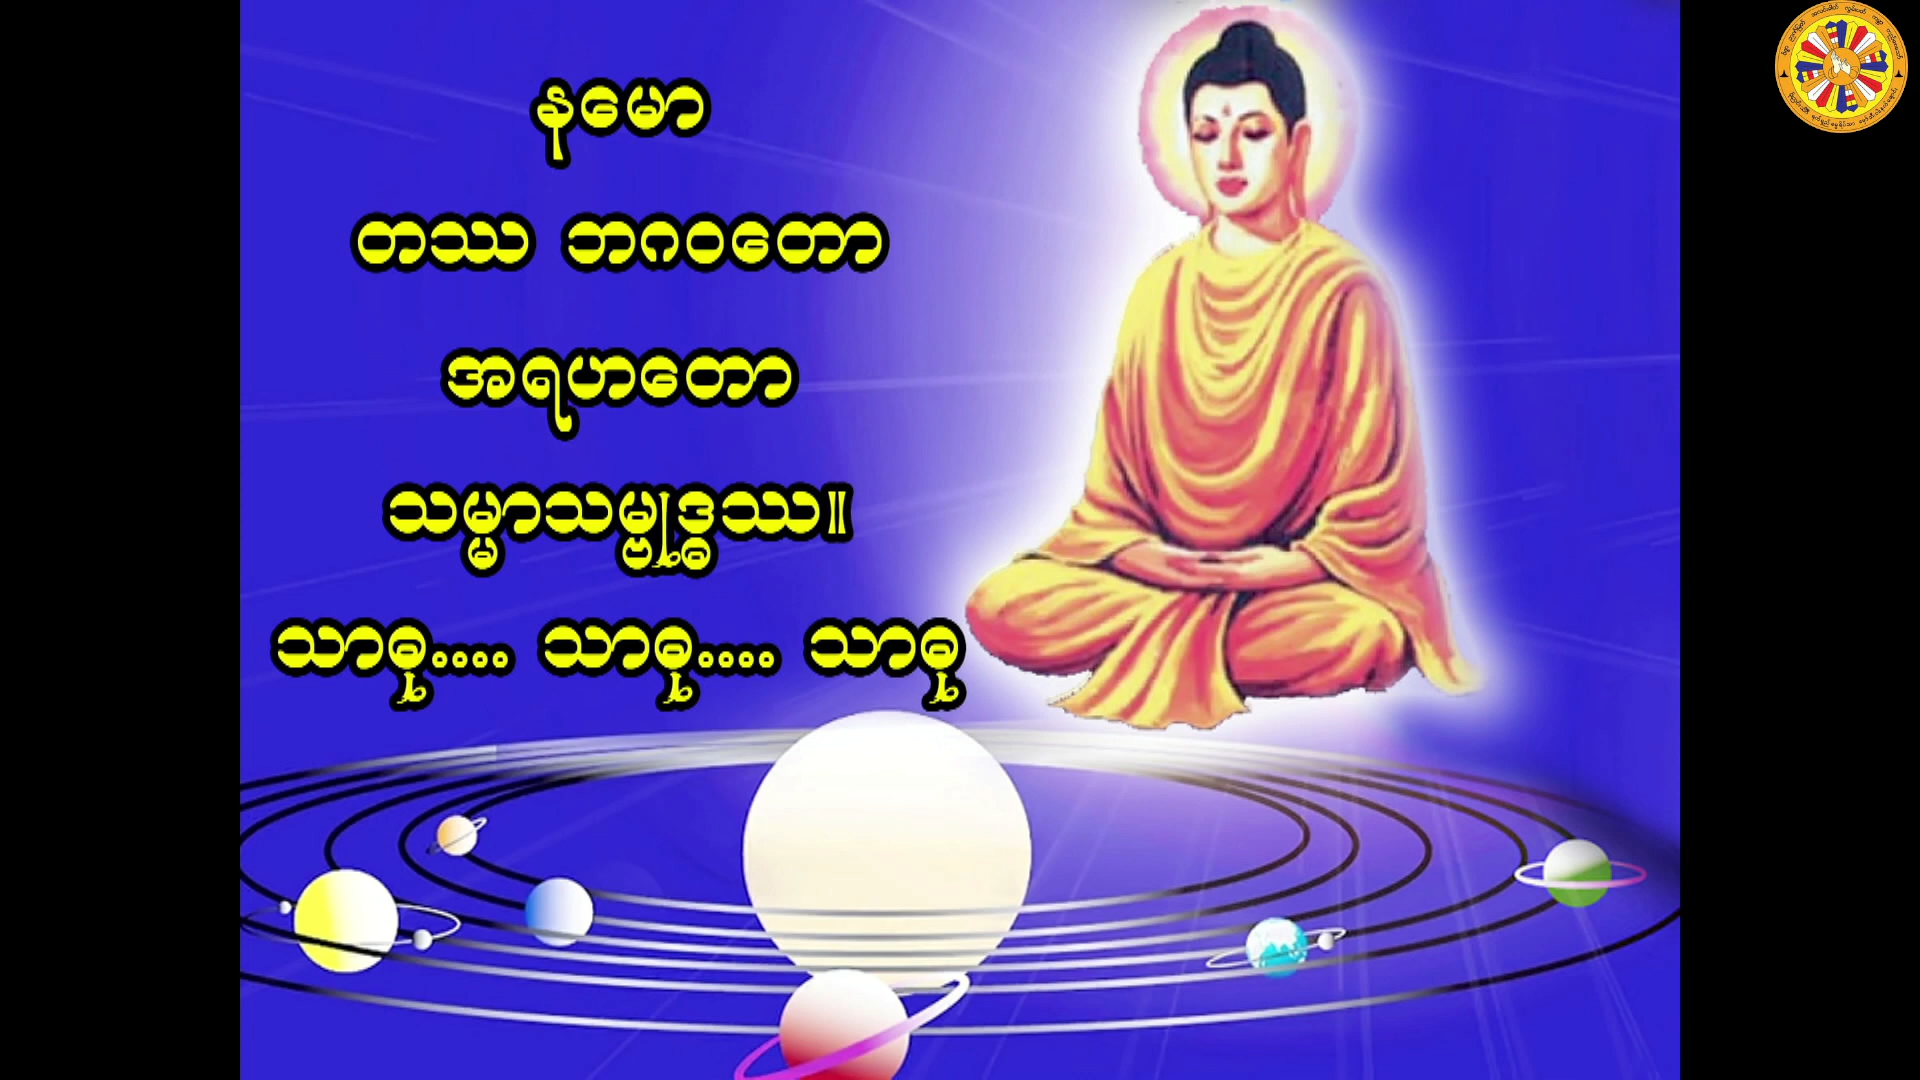 နမော
တဿ ဘဂဝတော
အရဟတော
သမ္မာသမ္ဗုဒ္ဓဿ။
သာဓု.... သာဓု.... သာဓု